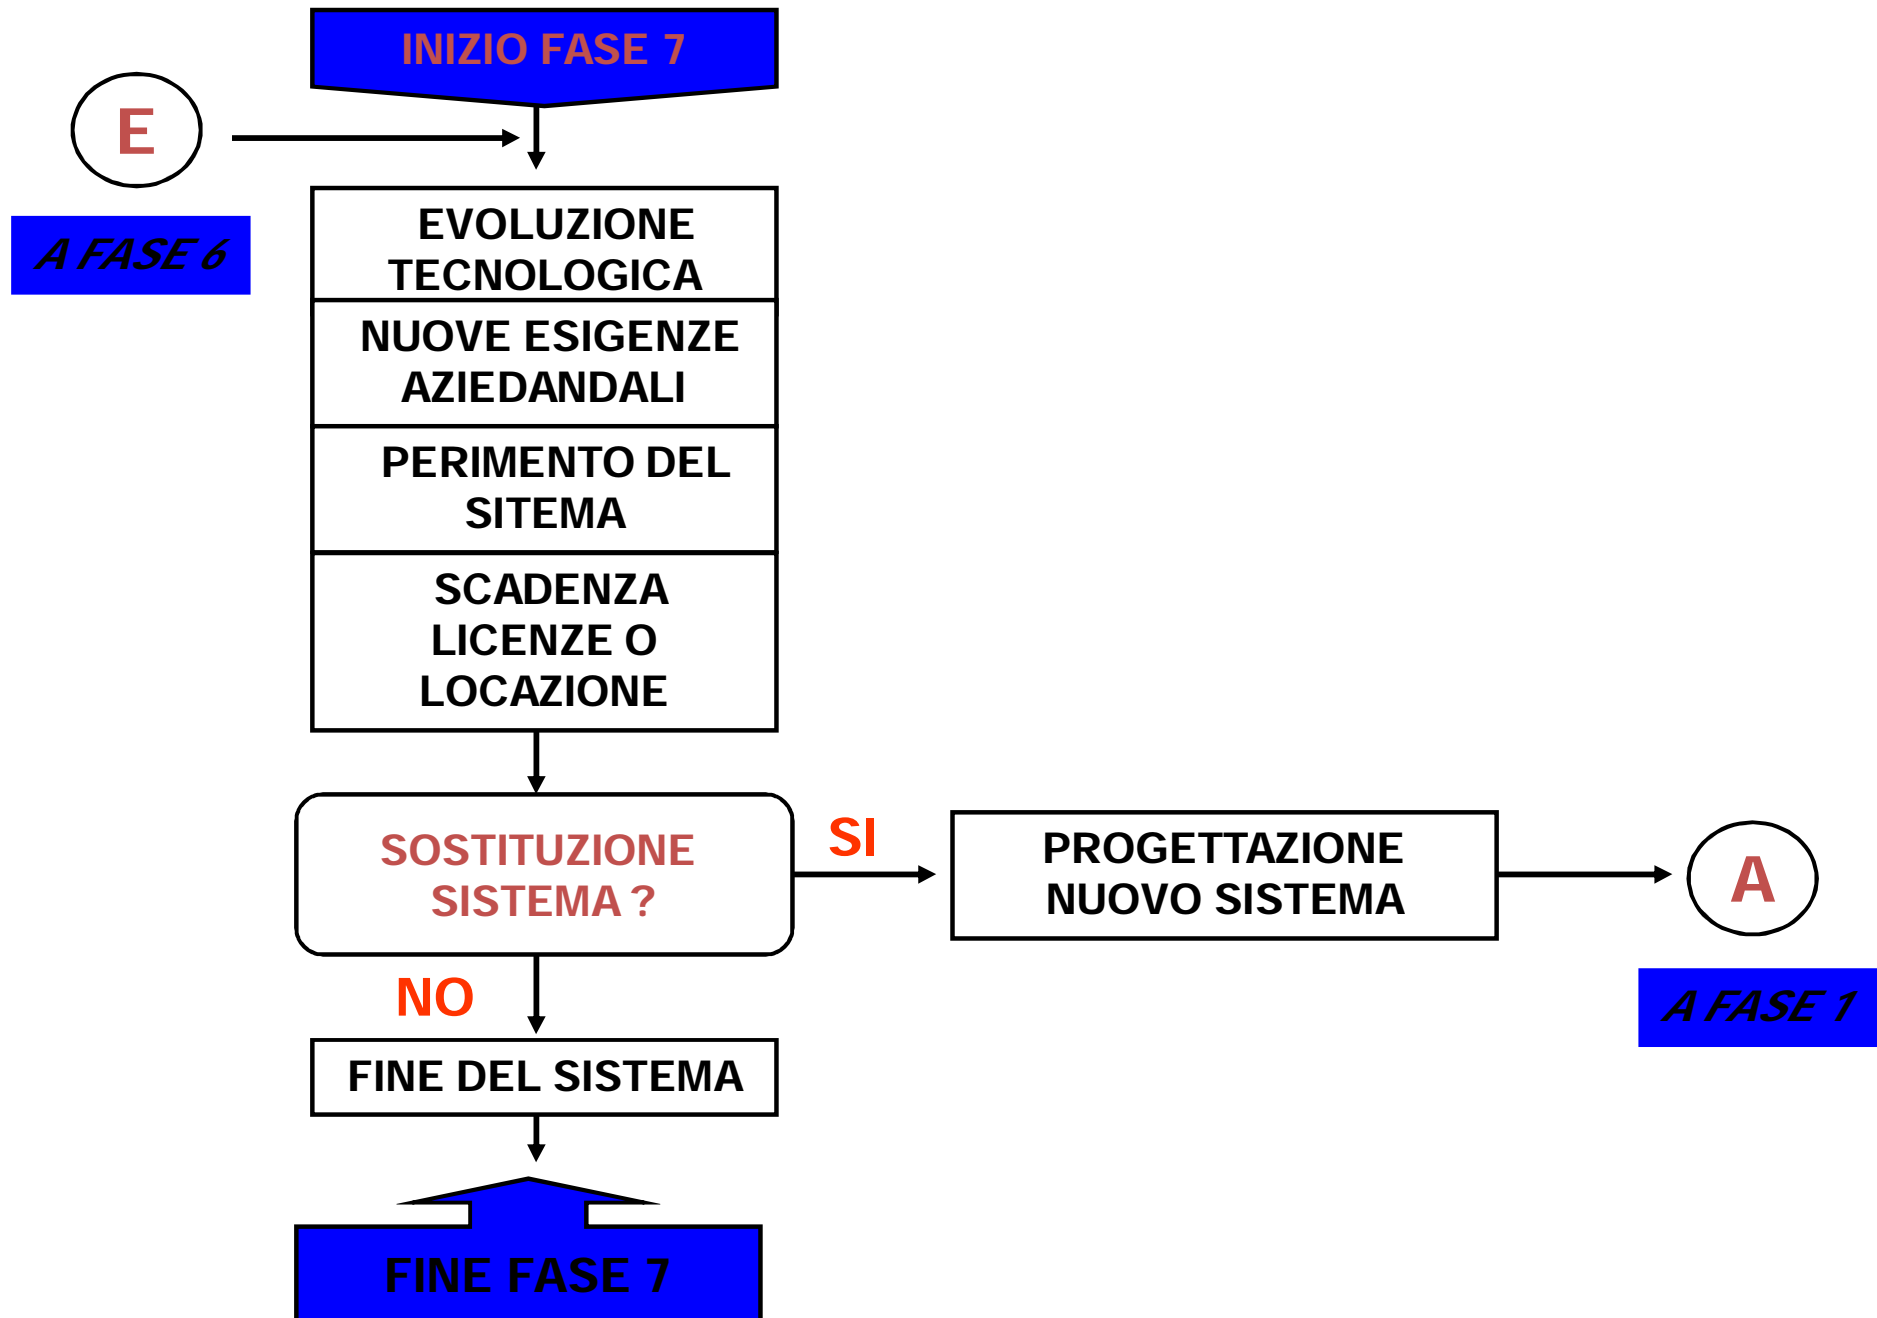 INIZIO FASE 7
E
A FASE 6
EVOLUZIONE
TECNOLOGICA
NUOVE ESIGENZE
AZIEDANDALI
PERIMENTO DEL
SITEMA
SCADENZA
LICENZE O
LOCAZIONE
SOSTITUZIONE
SISTEMA ?
SI
PROGETTAZIONE
NUOVO SISTEMA
A
A FASE 1
NO
FINE DEL SISTEMA
FINE FASE 7